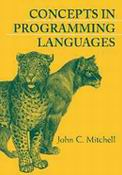 CONCEPTS IN
PROGRAMMING
LANGUAGES
John C. Mitchell